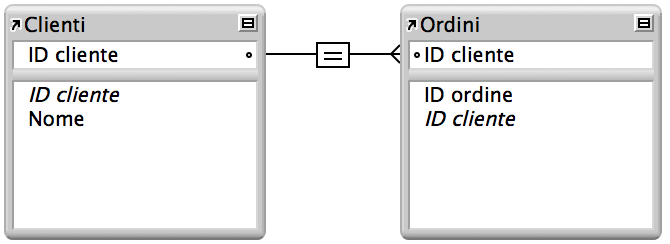 Clienti
ID cliente
ID cliente
Nome
=
Ordini
ID cliente
ID ordine
ID cliente